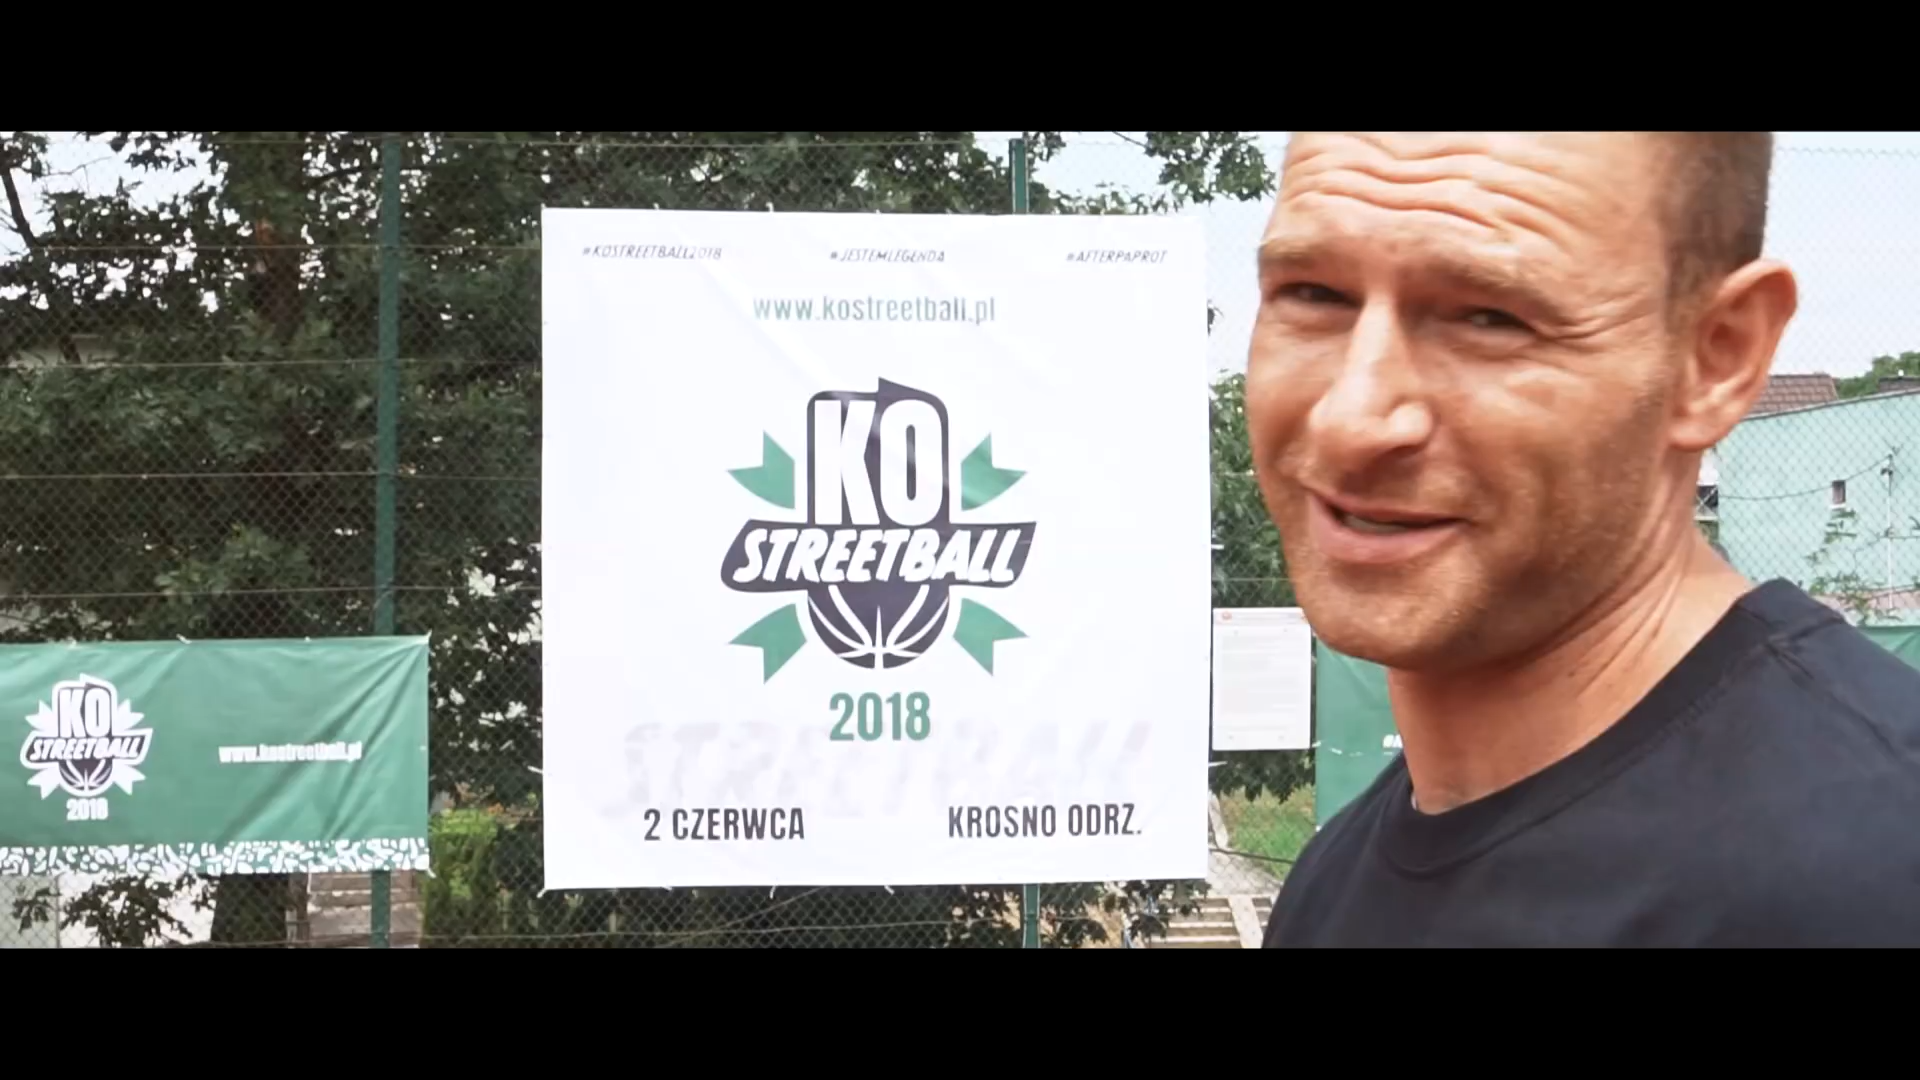 #KOSTREETBALL2018 #JESTEMLEGENDA #AFTERPAPROT
www.kostreetball.pl
KO
STREETBALL
2018
STREETBALL
2 CZERWCA KROSNO ODRZ.
KO
STREETBALL
2018
www.kostreetball.pl